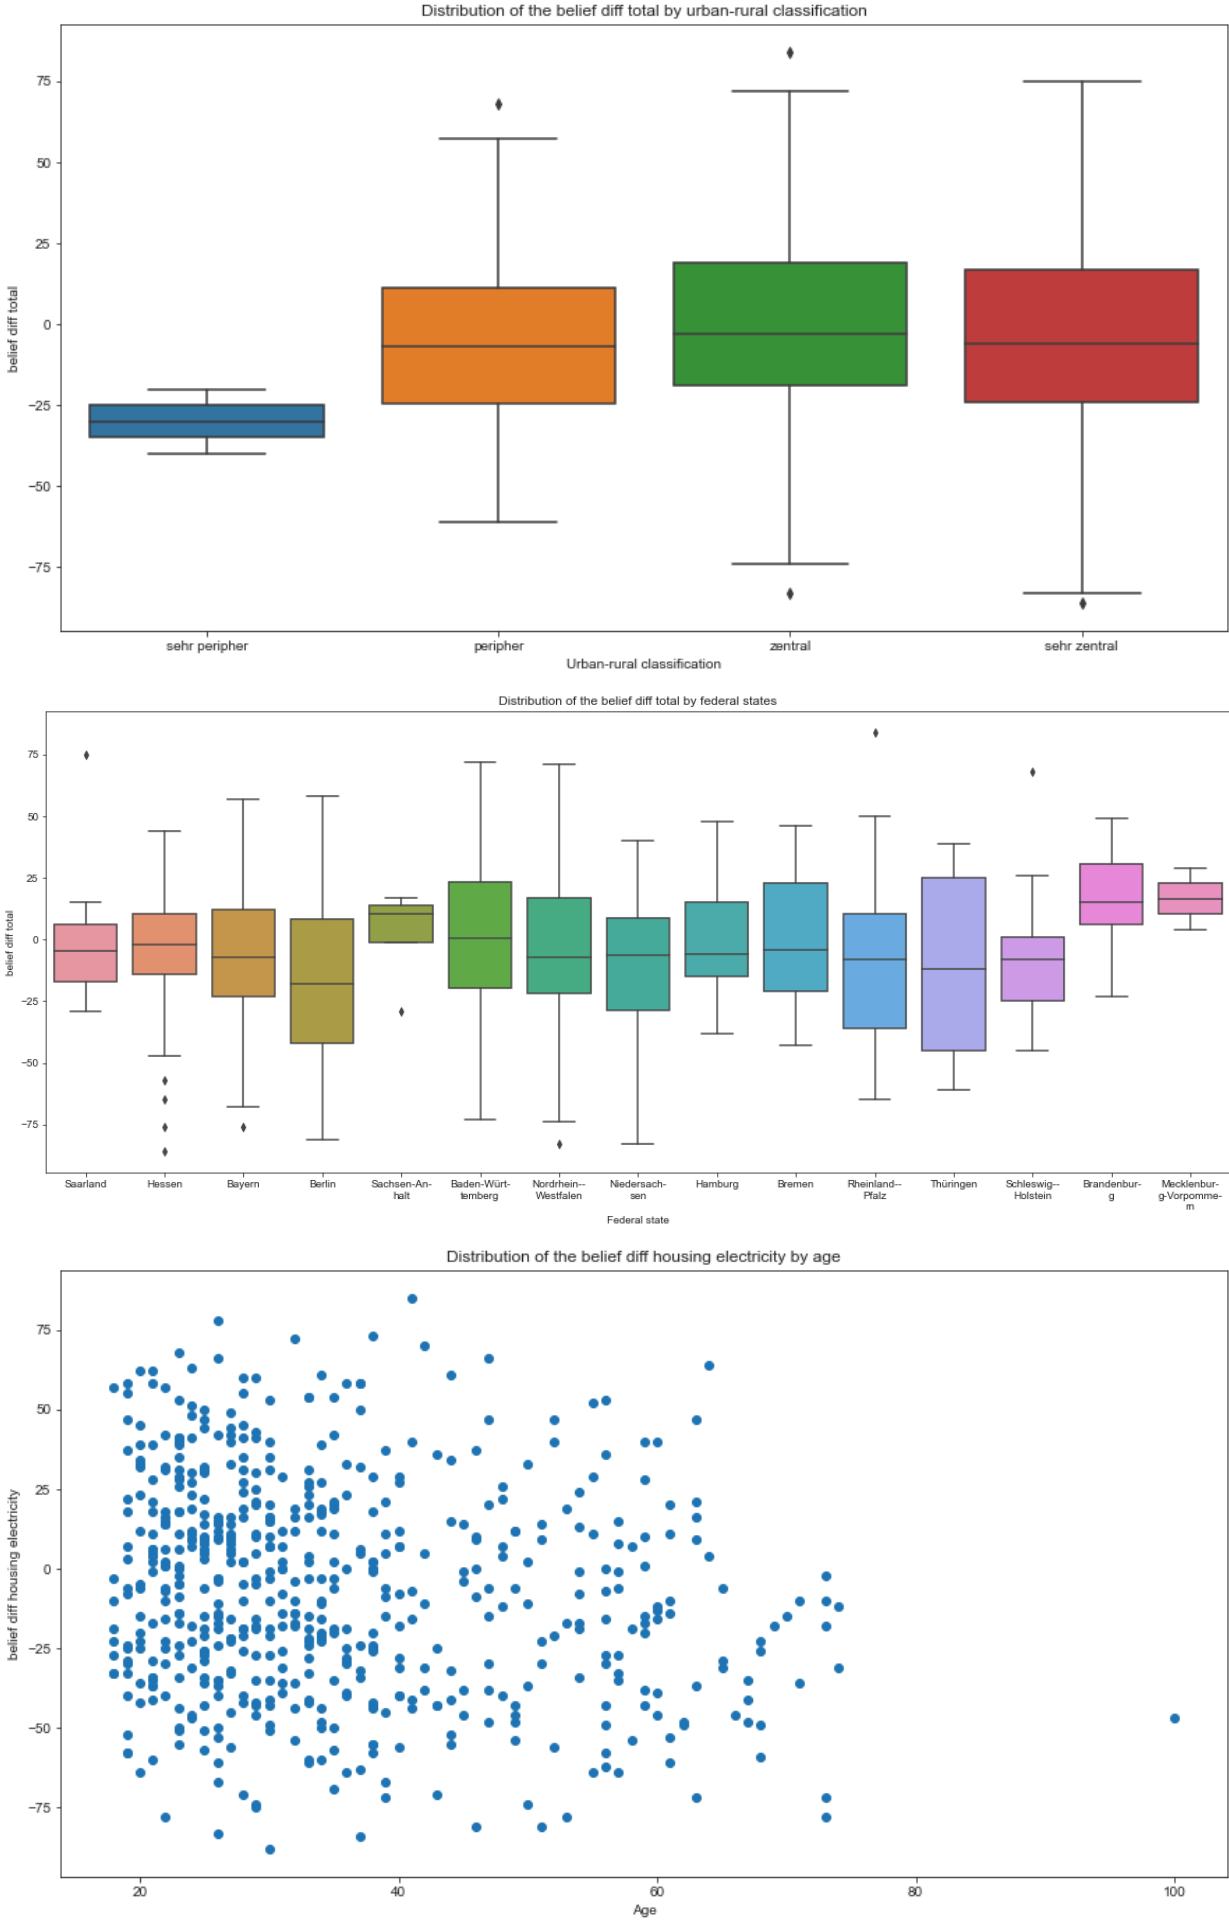 Distribution of the belief diff total by urban-rural classification
75
50
25
0
−25
−50
−75
belief diff total
sehr peripher peripher zentral sehr zentral
Urban-rural classification
Distribution of the belief diff total by federal states
75
50
25
0
−25
−50
−75
belief diff total
Saarland Hessen Bayern Berlin Sachsen-An- Baden-Würt- Nordrhein-- Niedersach- Hamburg Bremen Rheinland-- Thüringen Schleswig-- Brandenbur- Mecklenbur-
halt temberg Westfalen sen Pfalz Holstein g g-Vorpomme-
rn
Federal state
Distribution of the belief diff housing electricity by age
75
50
25
0
−25
−50
−75
belief diff housing electricity
20 40 60 80 100
Age